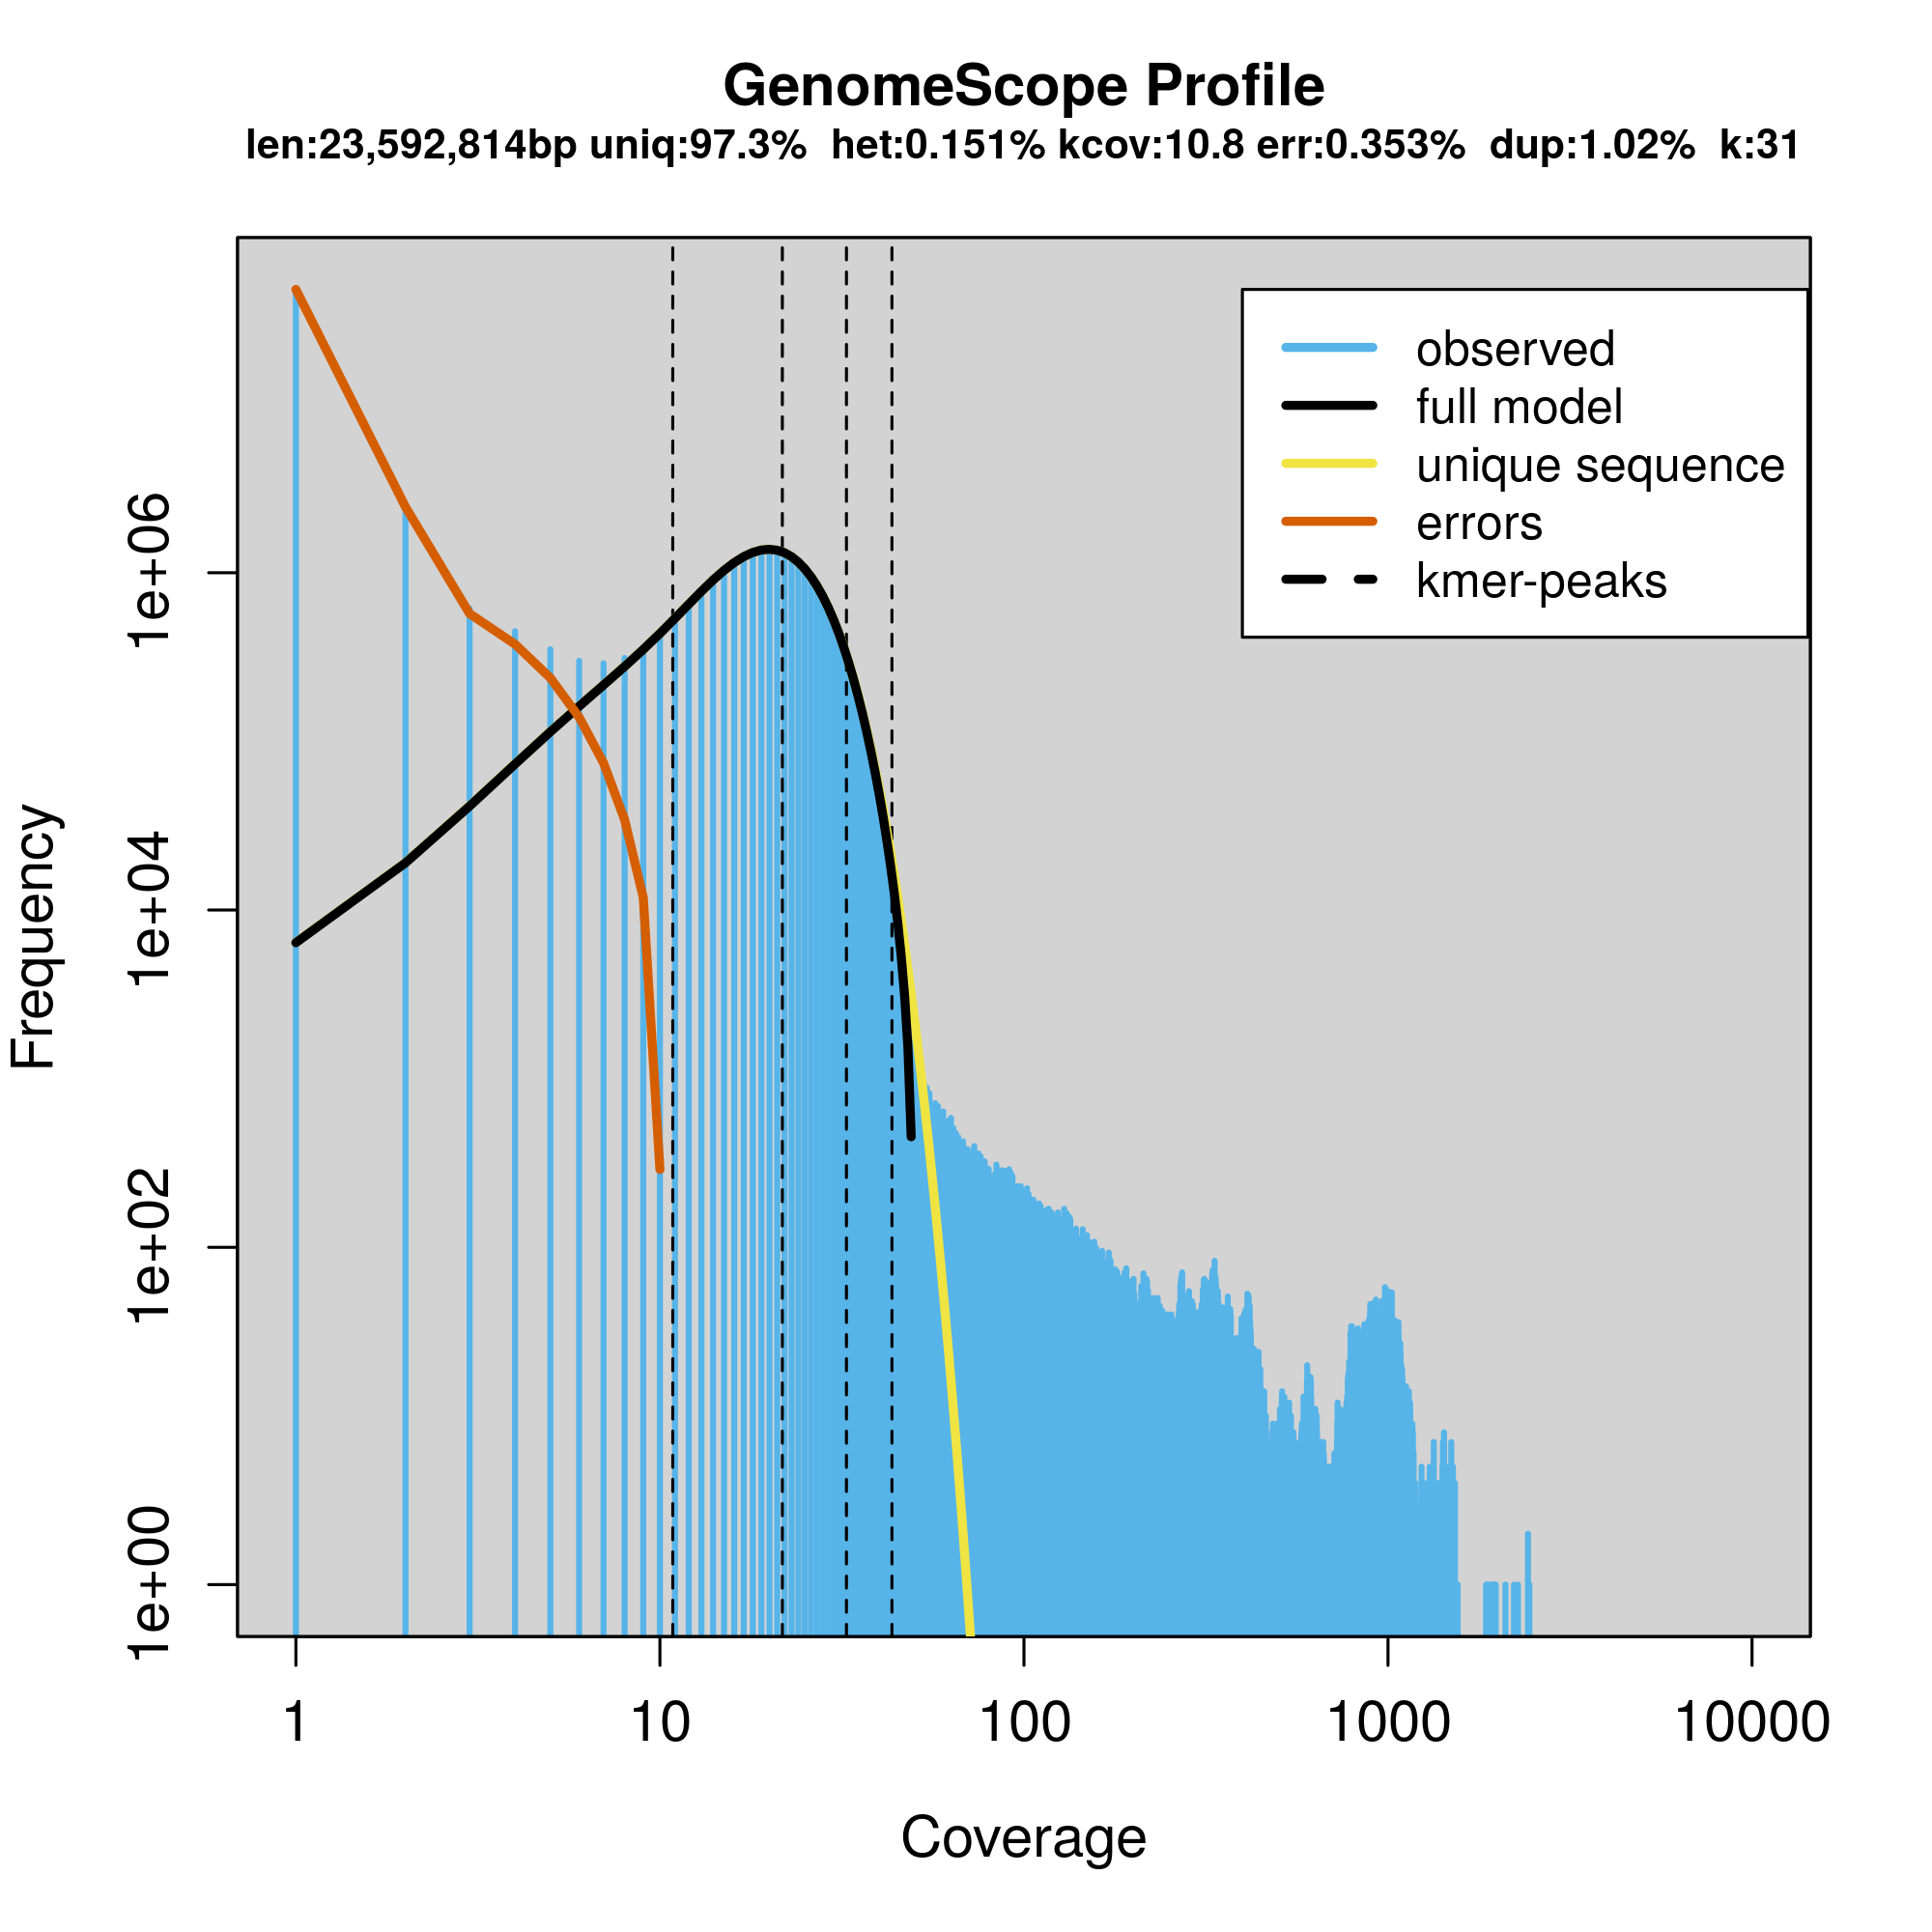 GenomeScope Profile
len:23,592,814bp uniq:97.3% het:0.151% kcov:10.8 err:0.353% dup:1.02% k:31
observed
full model
unique sequence
errors
kmer-peaks
Frequency
1e+06
1e+04
1e+02
1e+00
1 10 100 1000 10000
Coverage